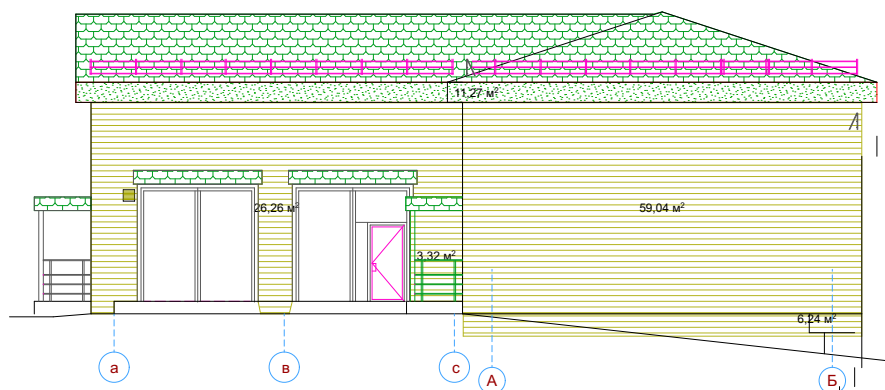 11,27 м²
26,26 м²
59,04 м²
3,32 м²
6,24 м²
а
в
с
А
Б